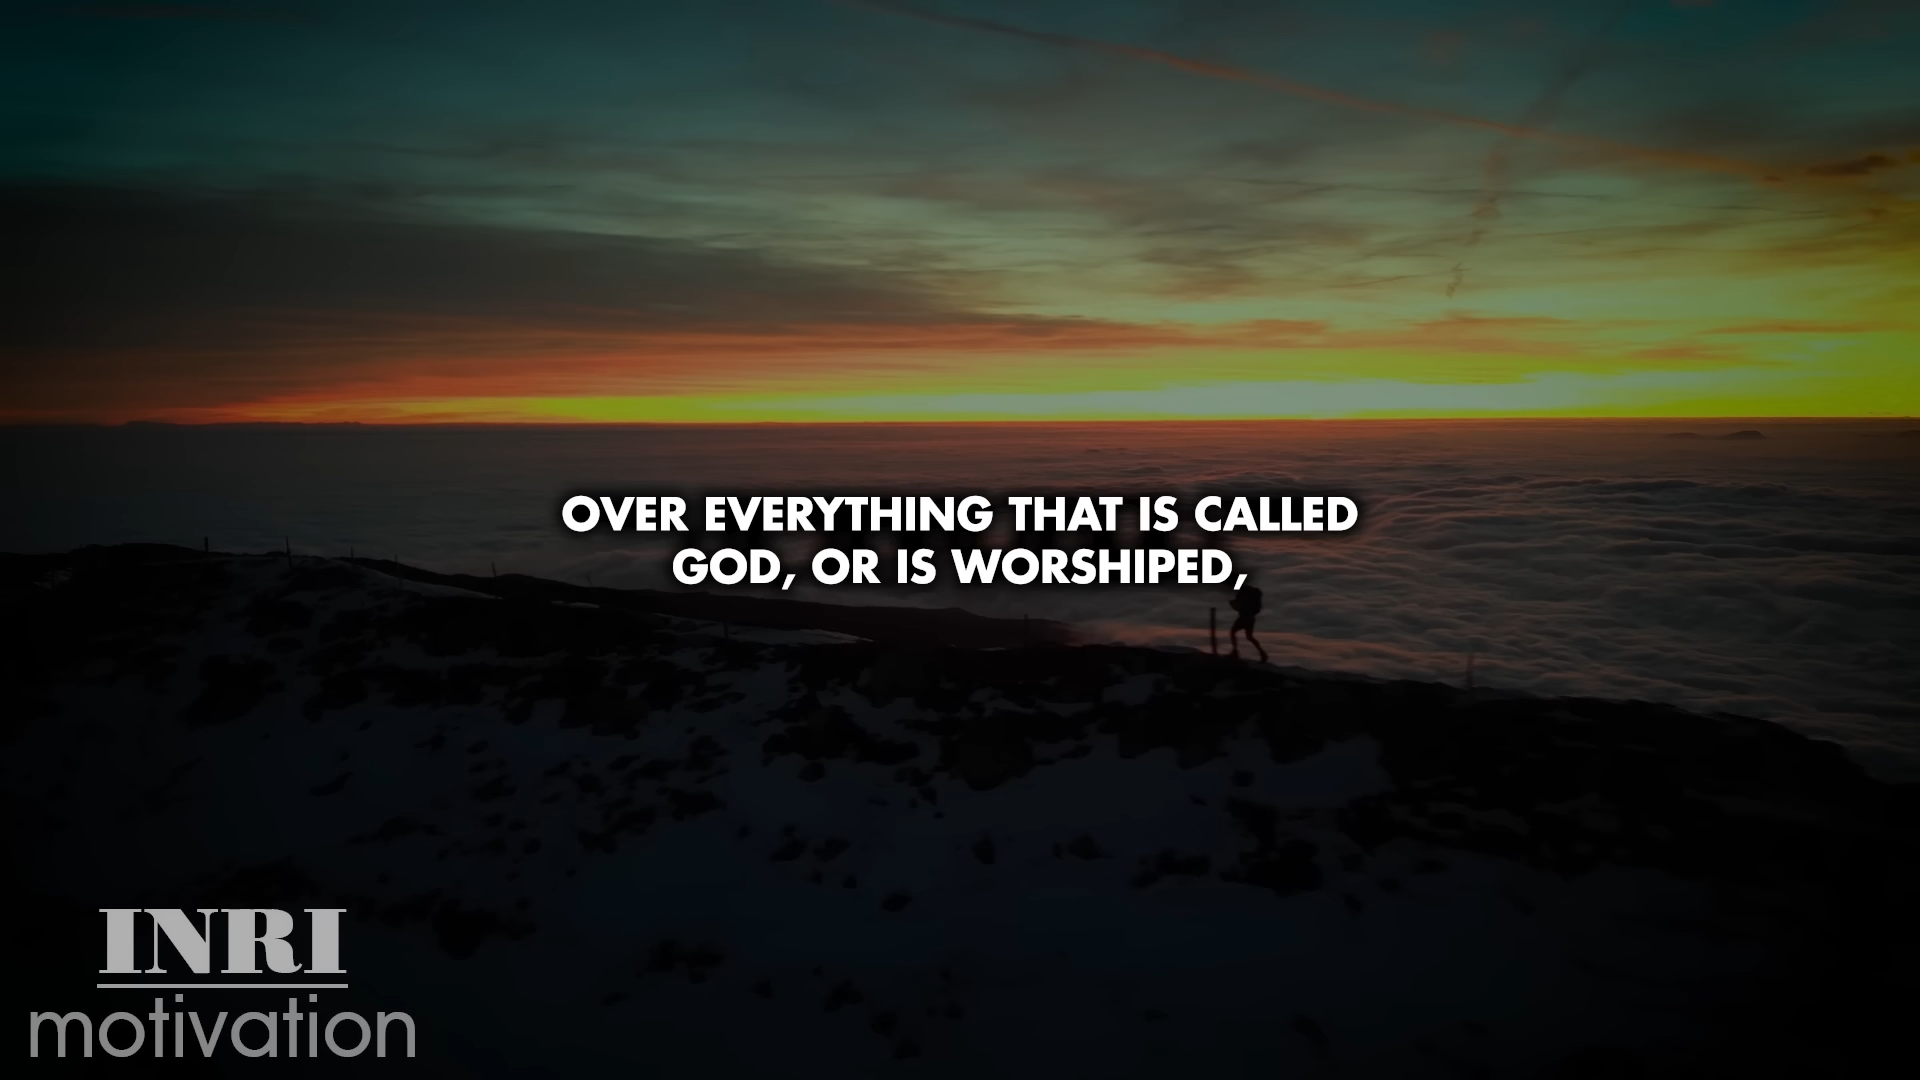 OVER EVERYTHING THAT IS CALLED
GOD, OR IS WORSHIPED,
INRI
motivation